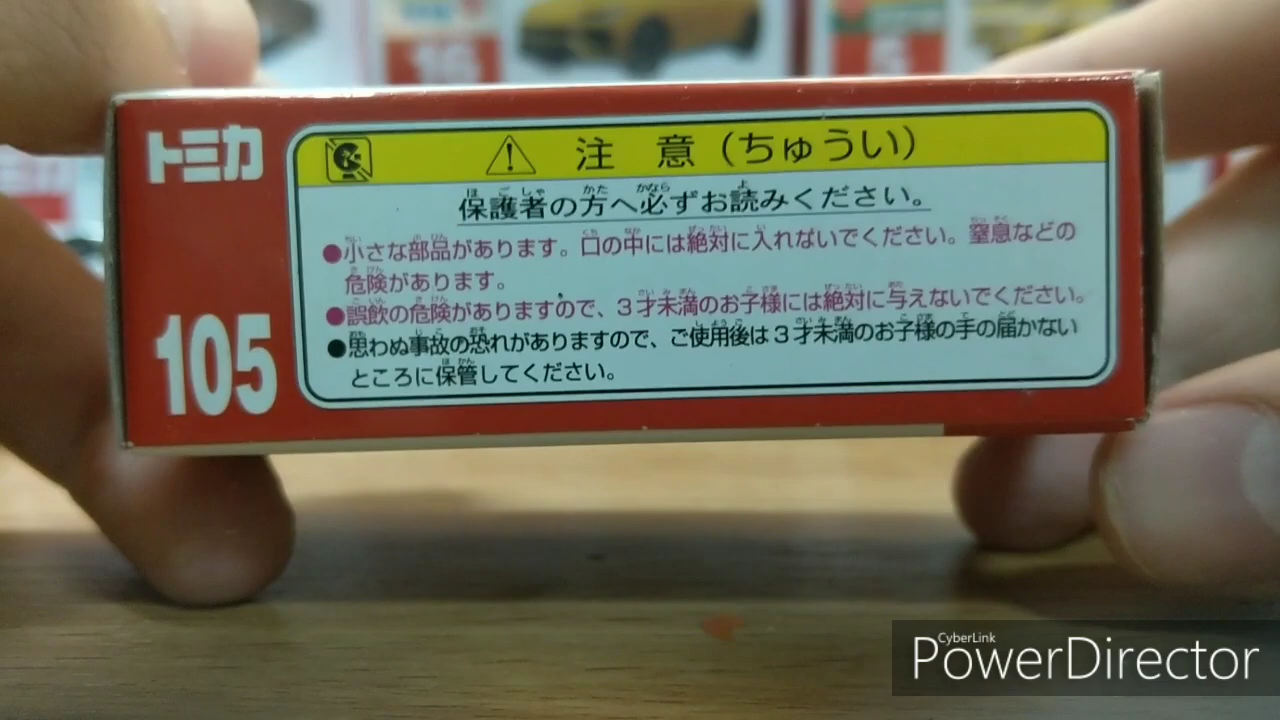 16
5
トミカ
105
注 意（ちゅうい）
保護者の方へ必ずお読みください。
●小さな部品があります。口の中には絶対に入れないでください。窒息などの
危険があります。
●誤飲の危険がありますので、3才未満のお子様には絶対に与えないでください。
●思わぬ事故の恐れがありますので、ご使用後は3才未満のお子様の手の届かない
ところに保管してください。
CyberLink
PowerDirector